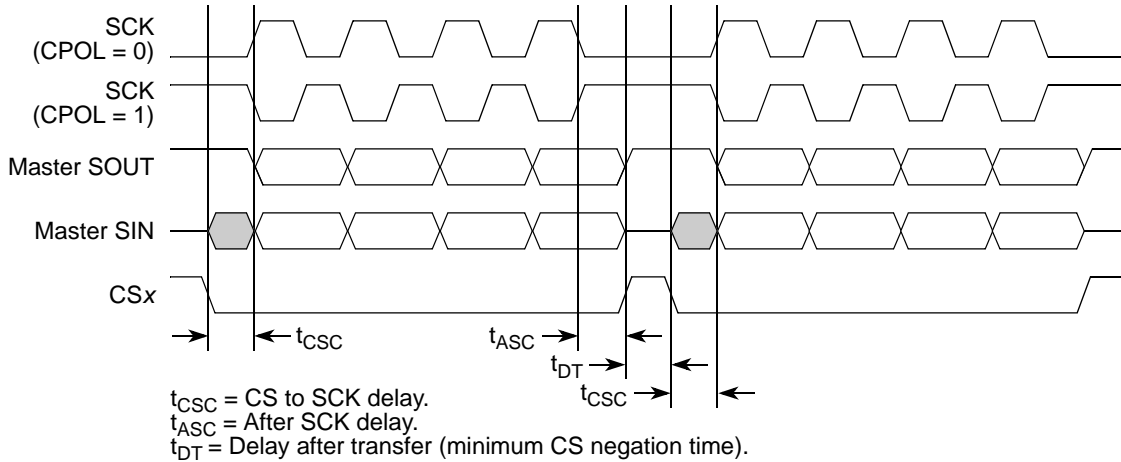 SCK
(CPOL = 0)
SCK
(CPOL = 1)
Master SOUT
Master SIN
CSx
tCSC
tASC
tDT
tCSC
tCSC = CS to SCK delay.
tASC = After SCK delay.
tDT = Delay after transfer (minimum CS negation time).